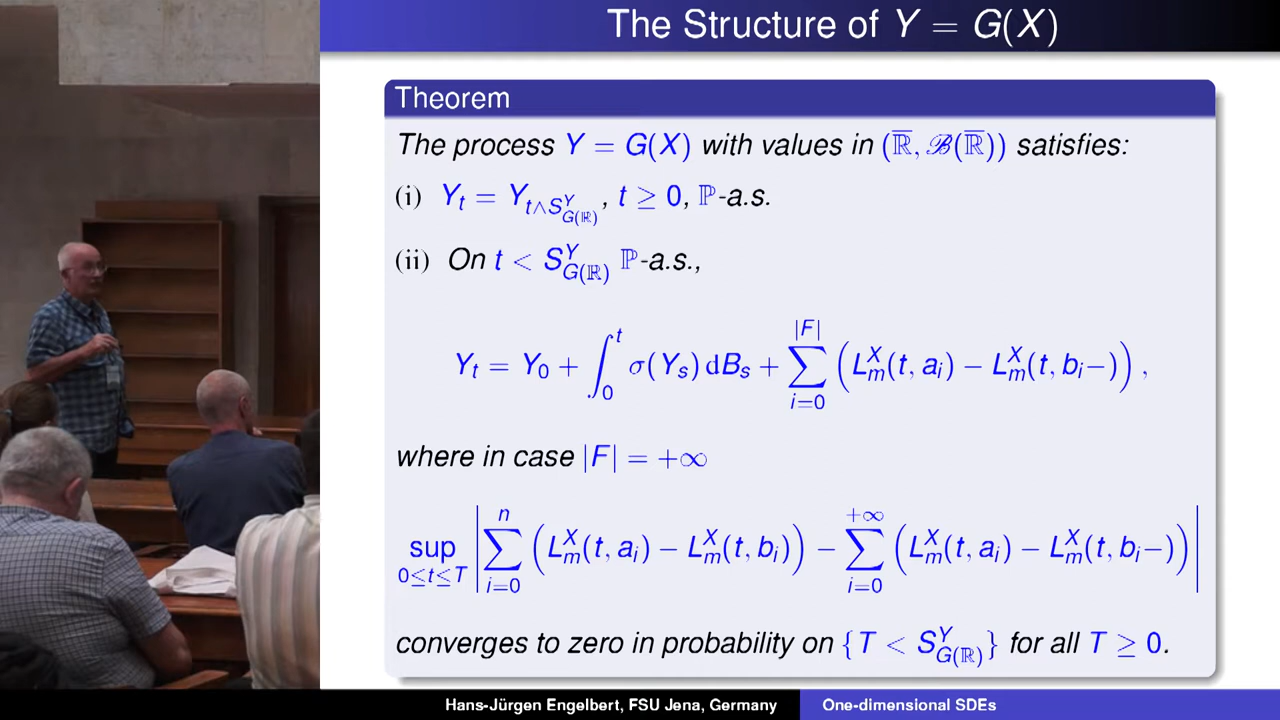 The Structure of Y = G(X)
Theorem
The process Y = G(X) with values in (ℝ̅, ℬ(ℝ̅)) satisfies:
(i) Y_t = Y_{t∧S^Y_{G(ℝ)}}, t ≥ 0, ℙ-a.s.
(ii) On t < S^Y_{G(ℝ)} ℙ-a.s.,
Y_t = Y_0 + ∫_0^t σ(Y_s) dB_s + ∑_{i=0}^{|F|} (L^X_m(t, a_i) − L^X_m(t, b_i−)),
where in case |F| = +∞
sup_{0≤t≤T} |∑_{i=0}^{n} (L^X_m(t, a_i) − L^X_m(t, b_i)) − ∑_{i=0}^{+∞} (L^X_m(t, a_i) − L^X_m(t, b_i−))|
converges to zero in probability on {T < S^Y_{G(ℝ)}} for all T ≥ 0.
Hans-Jürgen Engelbert, FSU Jena, Germany One-dimensional SDEs